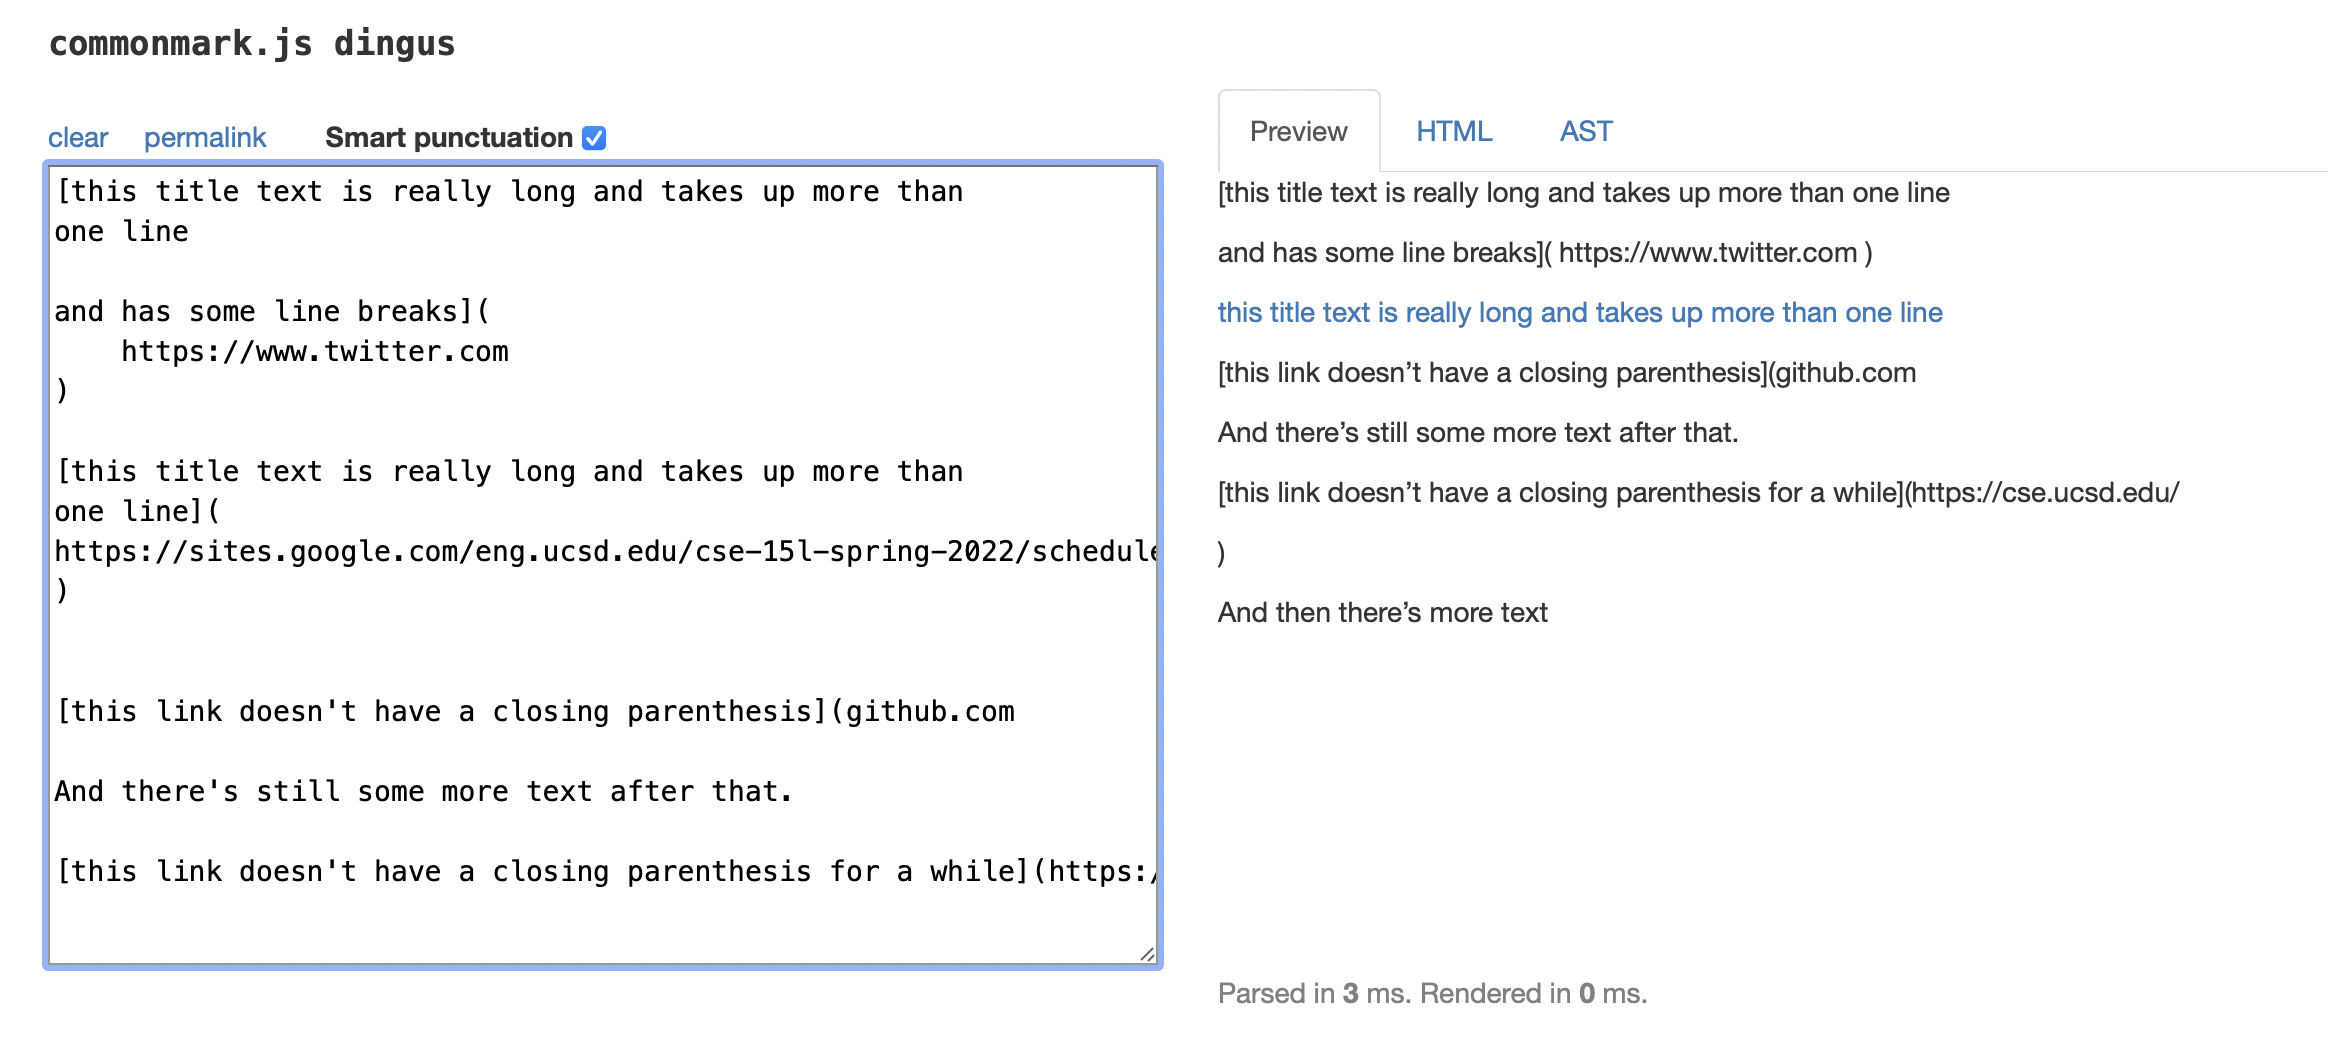 commonmark.js dingus
clear permalink Smart punctuation
[this title text is really long and takes up more than
one line
and has some line breaks](
https://www.twitter.com
)
[this title text is really long and takes up more than
one line](
https://sites.google.com/eng.ucsd.edu/cse-15l-spring-2022/schedule
)
[this link doesn't have a closing parenthesis](github.com
And there's still some more text after that.
[this link doesn't have a closing parenthesis for a while](https:/
Preview HTML AST
[this title text is really long and takes up more than one line
and has some line breaks]( https://www.twitter.com )
this title text is really long and takes up more than one line
[this link doesn’t have a closing parenthesis](github.com
And there’s still some more text after that.
[this link doesn’t have a closing parenthesis for a while](https://cse.ucsd.edu/
)
And then there’s more text
Parsed in 3 ms. Rendered in 0 ms.